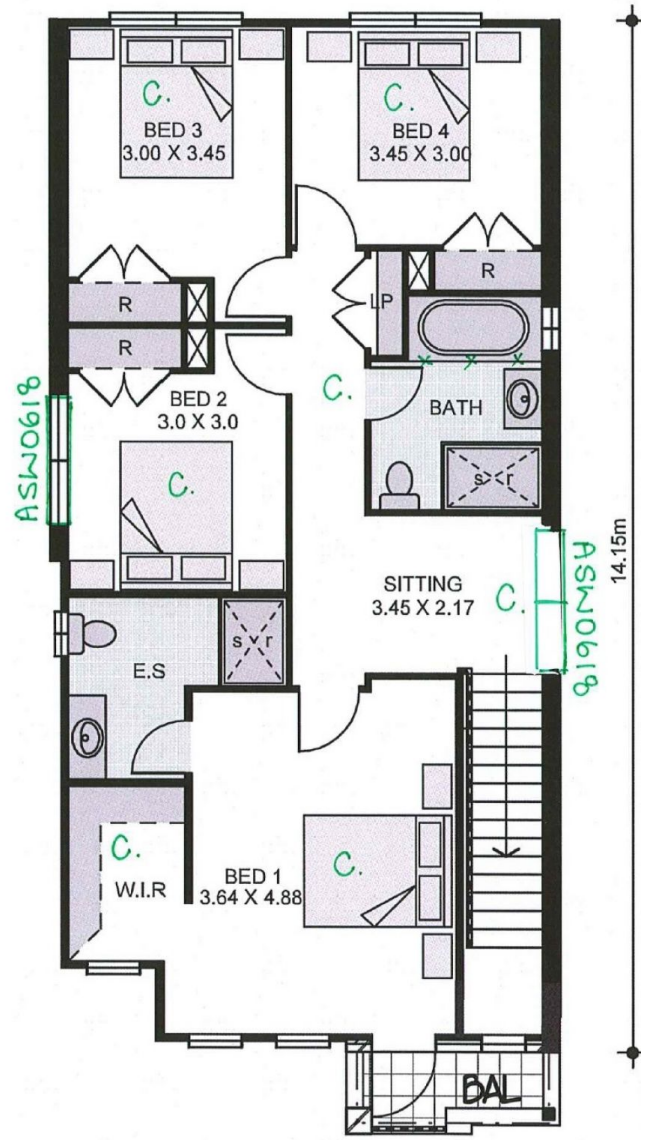 C.
BED 3
3.00 X 3.45
C.
BED 4
3.45 X 3.00
R
R
LP
R
ASW0618
BED 2
3.0 X 3.0
C.
C.
BATH
s r
SITTING
3.45 X 2.17
C.
ASW0618
14.15m
E.S
s r
C.
W.I.R
BED 1
3.64 X 4.88
C.
BAL